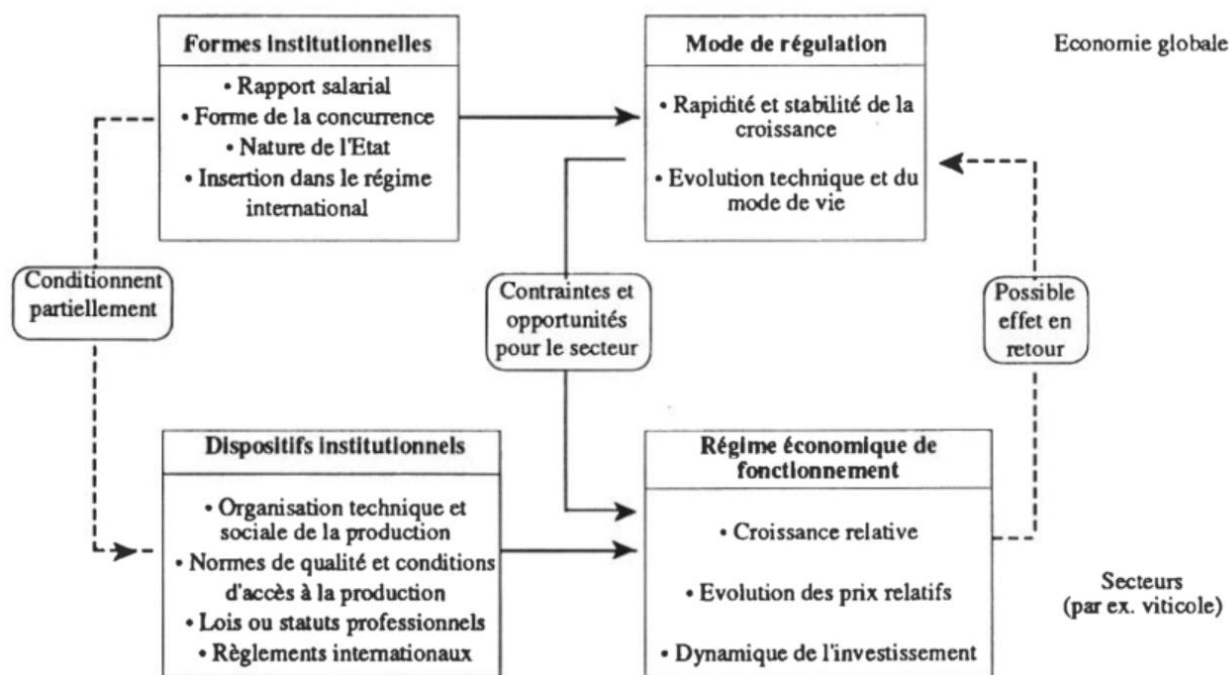 Formes institutionnelles
• Rapport salarial
• Forme de la concurrence
• Nature de l'Etat
• Insertion dans le régime
international
Mode de régulation
• Rapidité et stabilité de la
croissance
• Evolution technique et du
mode de vie
Economie globale
Conditionnent
partiellement
Contraintes et
opportunités
pour le secteur
Possible
effet en
retour
Dispositifs institutionnels
• Organisation technique et
sociale de la production
• Normes de qualité et conditions
d'accès à la production
• Lois ou statuts professionnels
• Règlements internationaux
Régime économique de
fonctionnement
• Croissance relative
• Evolution des prix relatifs
• Dynamique de l'investissement
Secteurs
(par ex. viticole)